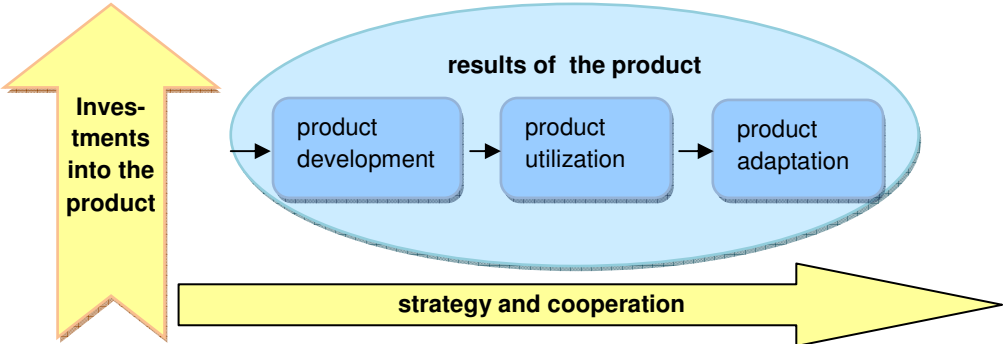 Inves-
tments
into the
product
results of the product
product
development
product
utilization
product
adaptation
strategy and cooperation